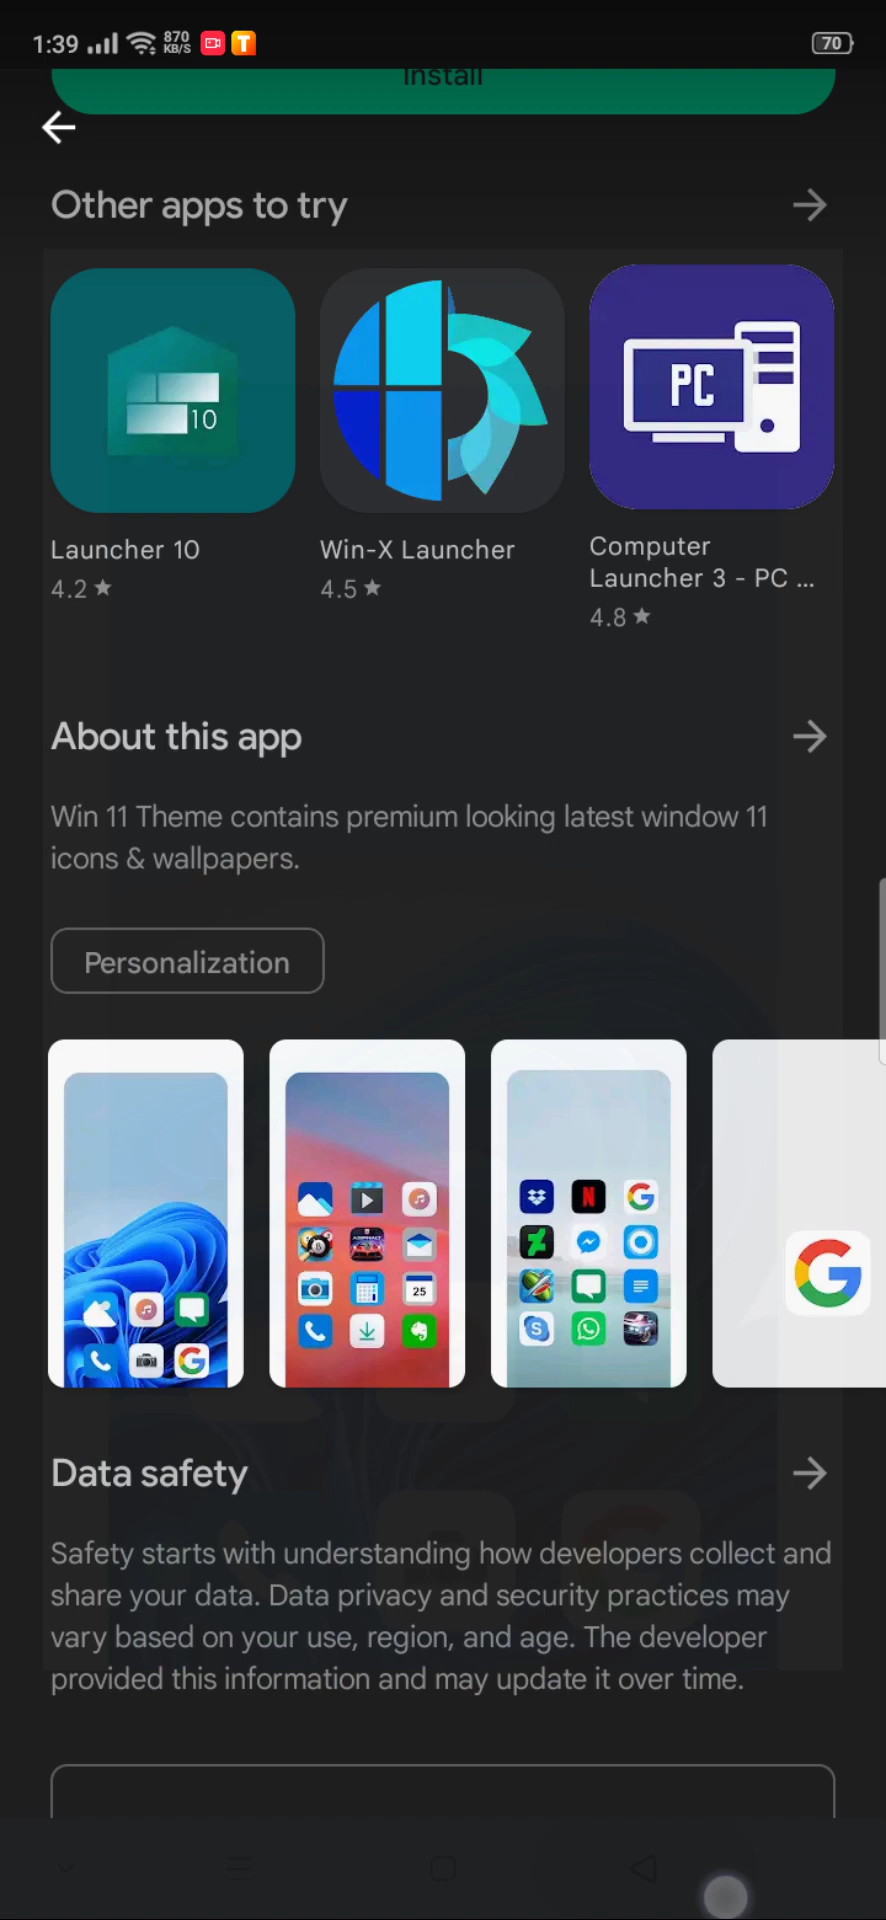 1:39
870
KB/S
T
70
Install
Other apps to try
10
PC
Launcher 10
4.2 ★
Win-X Launcher
4.5 ★
Computer
Launcher 3 - PC ...
4.8 ★
About this app
Win 11 Theme contains premium looking latest window 11
icons & wallpapers.
Personalization
ASPHALT
25
N
G
S
G
G
Data safety
Safety starts with understanding how developers collect and
share your data. Data privacy and security practices may
vary based on your use, region, and age. The developer
provided this information and may update it over time.